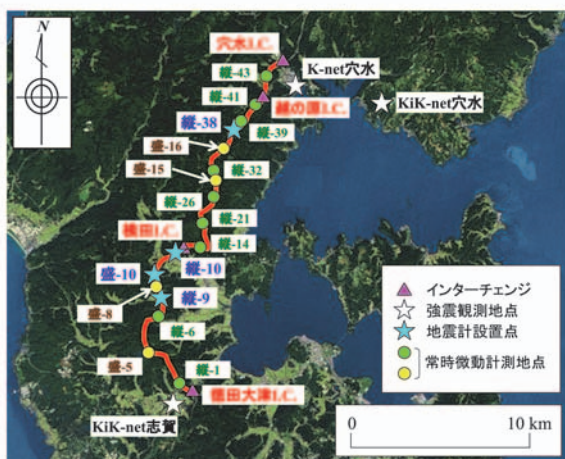 N
穴水I.C.
K-net穴水
縦-43
KiK-net穴水
縦-41
越の原I.C.
縦-38
縦-39
盛-16
盛-15
縦-32
縦-26
縦-21
横田I.C.
縦-14
盛-10
縦-10
盛-8
縦-9
縦-6
盛-5
縦-1
徳田大津I.C.
KiK-net志賀
インターチェンジ
強震観測地点
地震計設置点
常時微動計測地点
0
10 km